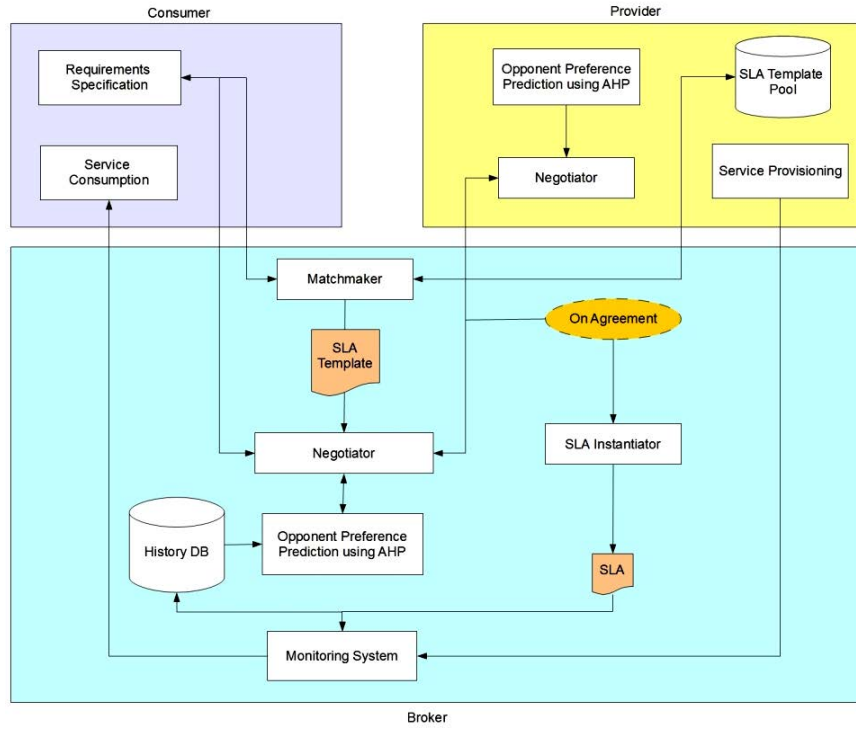 Consumer
Provider
Requirements
Specification
Opponent Preference
Prediction using AHP
SLA Template
Pool
Service
Consumption
Negotiator
Service Provisioning
Matchmaker
On Agreement
SLA
Template
Negotiator
SLA Instantiator
History DB
Opponent Preference
Prediction using AHP
SLA
Monitoring System
Broker